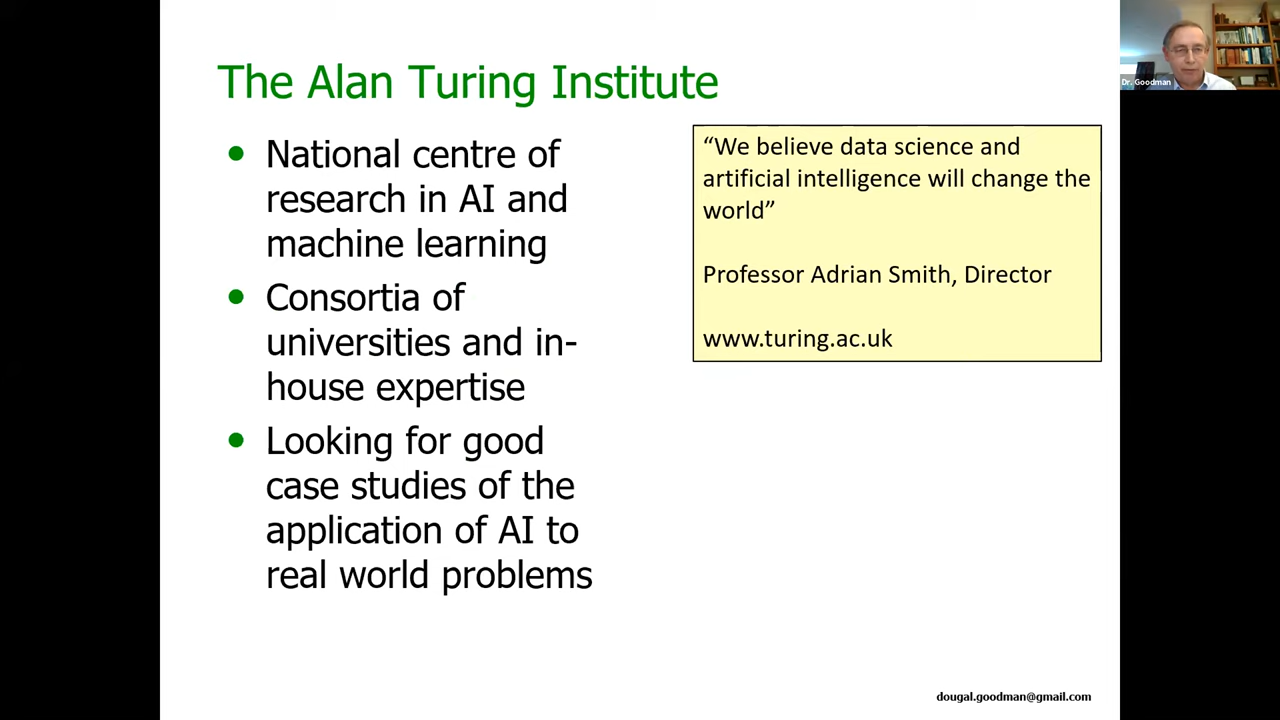 The Alan Turing Institute
• National centre of
research in AI and
machine learning
• Consortia of
universities and in-
house expertise
• Looking for good
case studies of the
application of AI to
real world problems
“We believe data science and
artificial intelligence will change the
world”
Professor Adrian Smith, Director
www.turing.ac.uk
Dr. Goodman
dougal.goodman@gmail.com